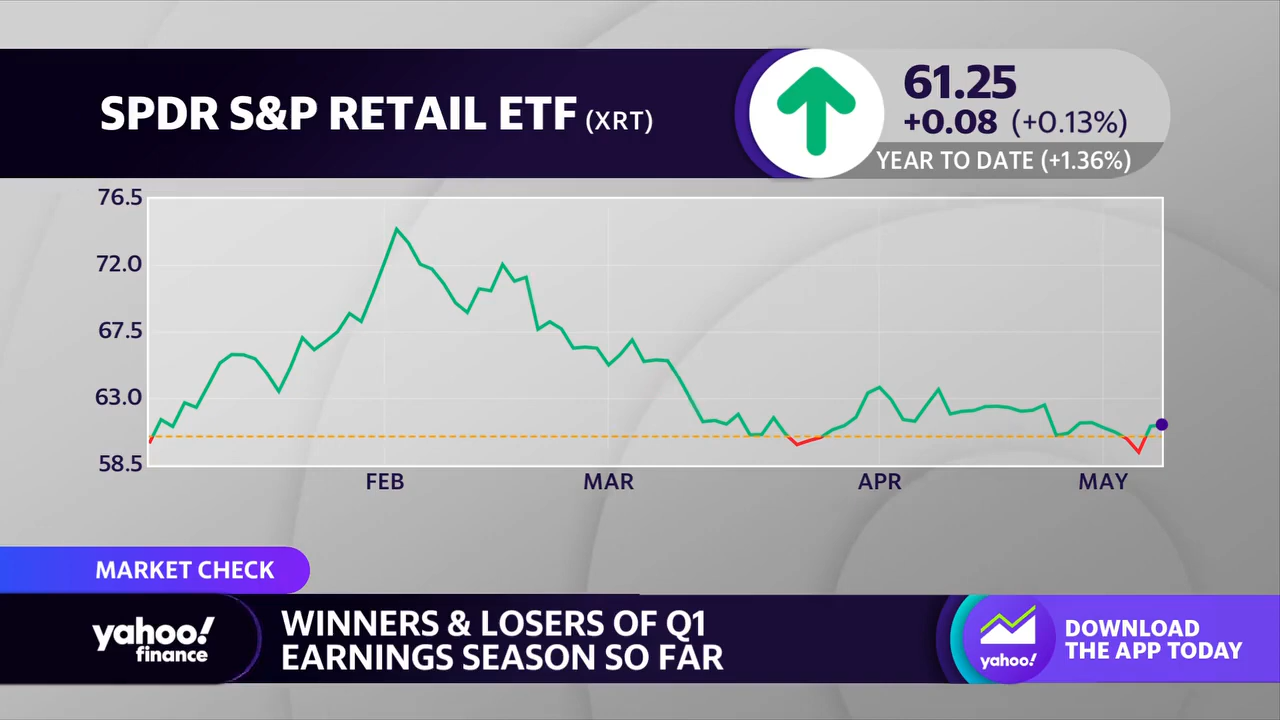 SPDR S&P RETAIL ETF (XRT)
61.25
+0.08 (+0.13%)
YEAR TO DATE (+1.36%)
76.5
72.0
67.5
63.0
58.5
FEB MAR APR MAY
MARKET CHECK
yahoo!
finance
WINNERS & LOSERS OF Q1
EARNINGS SEASON SO FAR
yahoo!
DOWNLOAD
THE APP TODAY